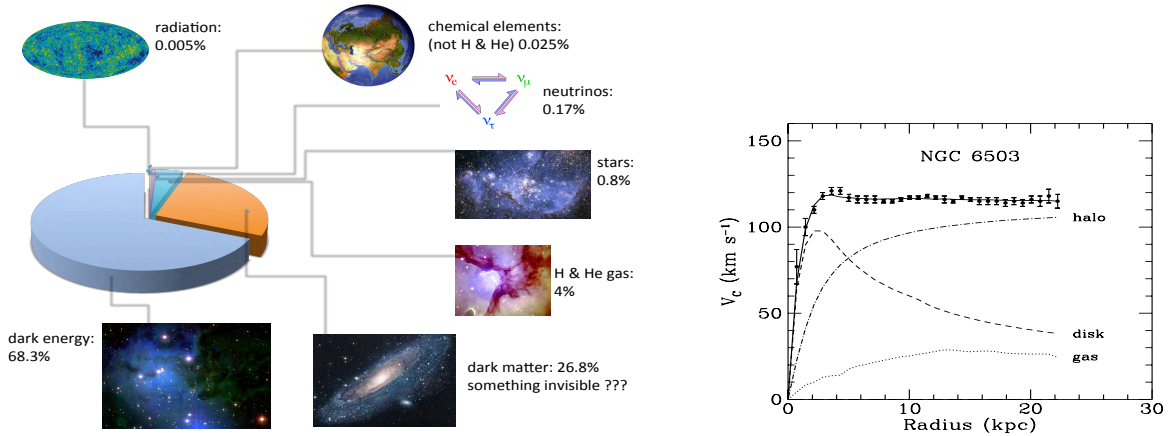 radiation:
0.005%
chemical elements:
(not H & He) 0.025%
νe
νμ
ντ
neutrinos:
0.17%
stars:
0.8%
H & He gas:
4%
dark energy:
68.3%
dark matter: 26.8%
something invisible ???
NGC 6503
150
100
50
0
V_C (km s⁻¹)
halo
disk
gas
0
10
20
30
Radius (kpc)